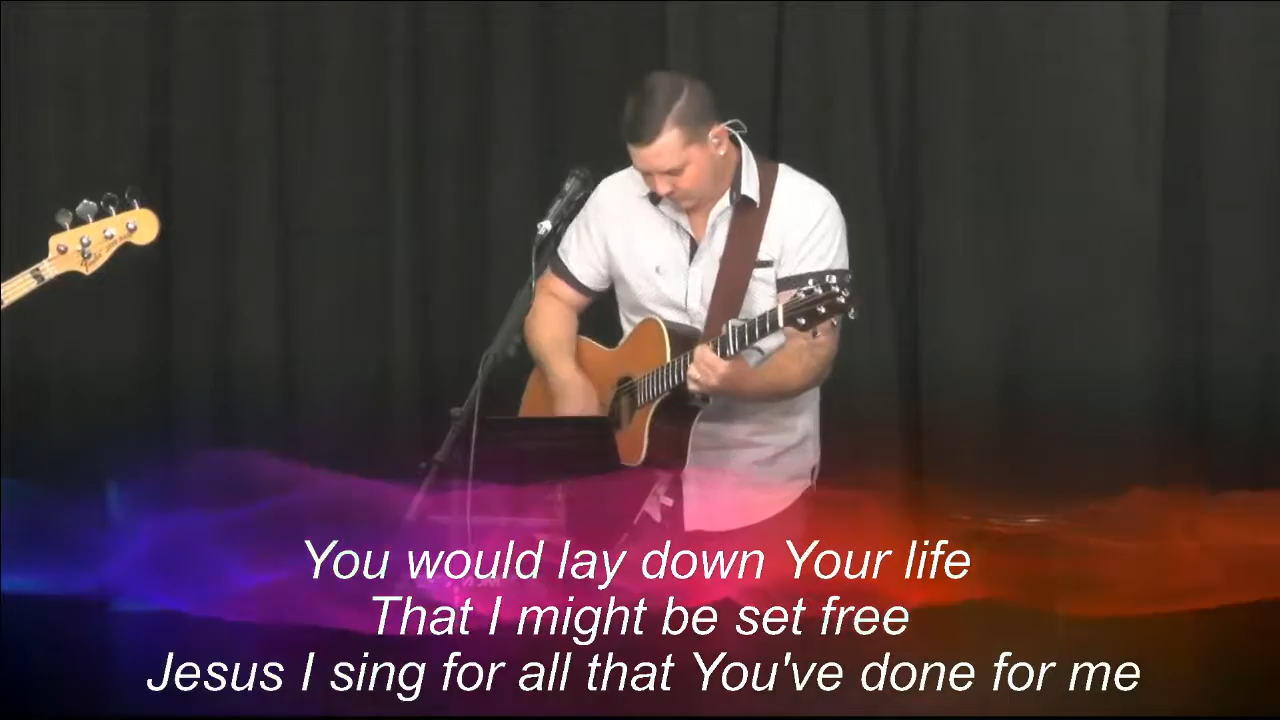 You would lay down Your life
That I might be set free
Jesus I sing for all that You've done for me